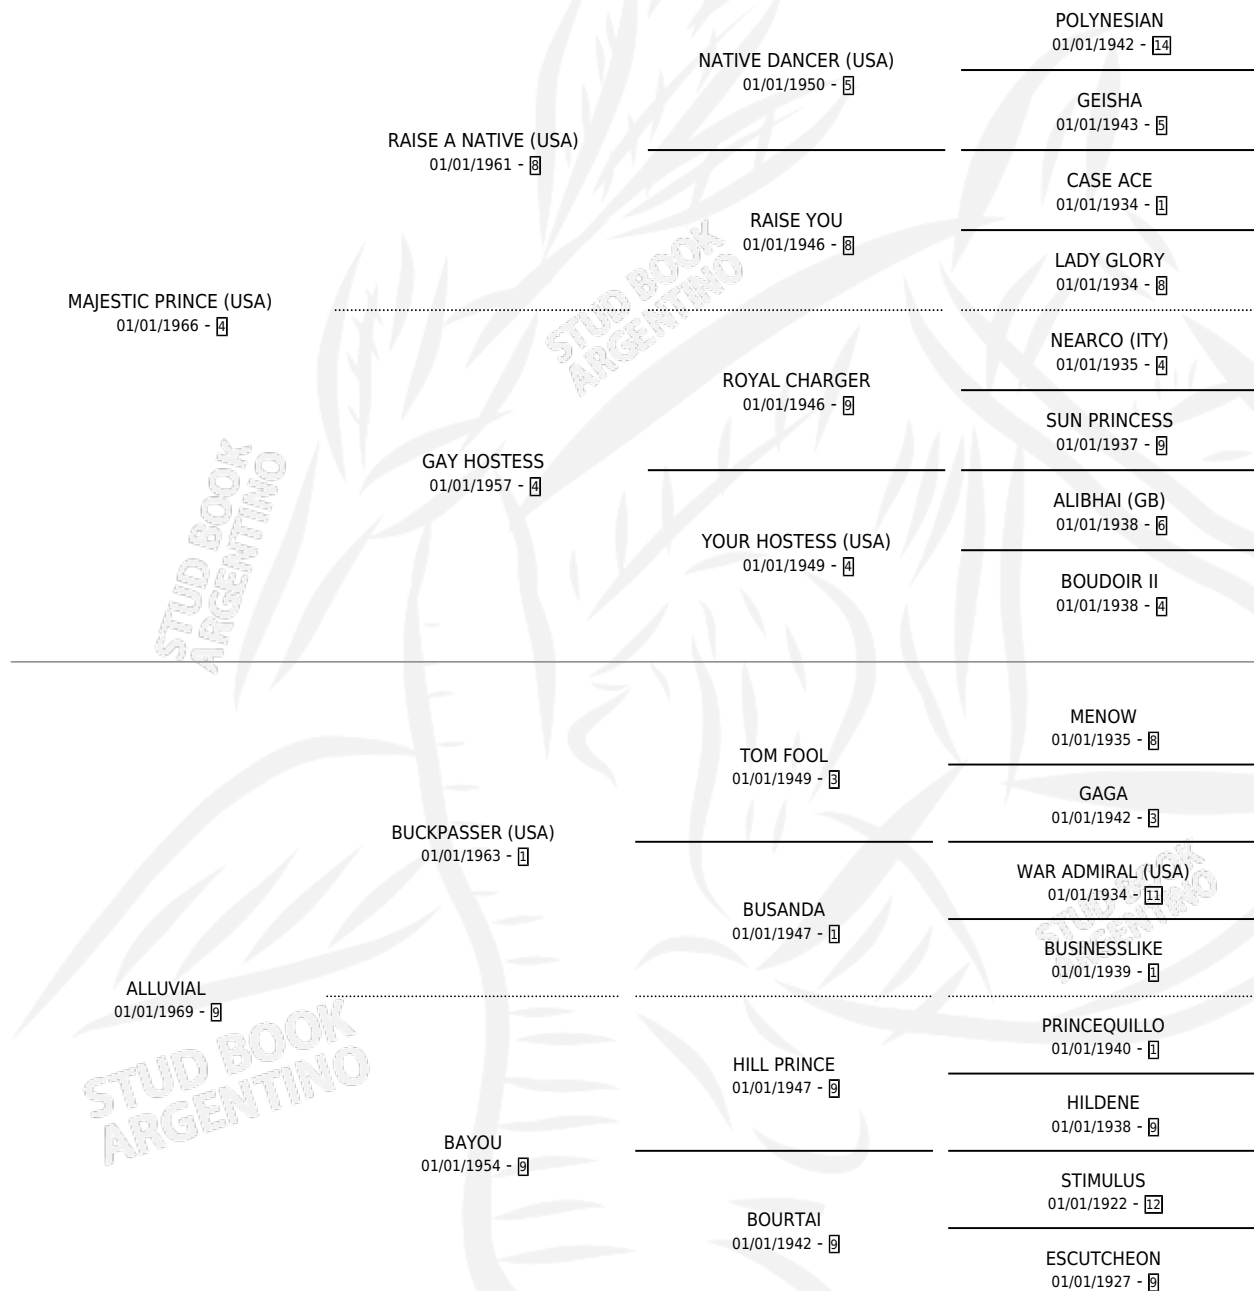 MAJESTIC PRINCE (USA)
01/01/1966 - 4
RAISE A NATIVE (USA)
01/01/1961 - 8
NATIVE DANCER (USA)
01/01/1950 - 5
POLYNESIAN
01/01/1942 - 14
GEISHA
01/01/1943 - 5
RAISE YOU
01/01/1946 - 8
CASE ACE
01/01/1934 - 1
LADY GLORY
01/01/1934 - 8
GAY HOSTESS
01/01/1957 - 4
ROYAL CHARGER
01/01/1946 - 9
NEARCO (ITY)
01/01/1935 - 4
SUN PRINCESS
01/01/1937 - 9
YOUR HOSTESS (USA)
01/01/1949 - 4
ALIBHAI (GB)
01/01/1938 - 6
BOUDOIR II
01/01/1938 - 4
ALLUVIAL
01/01/1969 - 9
BUCKPASSER (USA)
01/01/1963 - 1
TOM FOOL
01/01/1949 - 3
MENOW
01/01/1935 - 8
GAGA
01/01/1942 - 3
BUSANDA
01/01/1947 - 1
WAR ADMIRAL (USA)
01/01/1934 - 11
BUSINESSLIKE
01/01/1939 - 1
BAYOU
01/01/1954 - 9
HILL PRINCE
01/01/1947 - 9
PRINCEQUILLO
01/01/1940 - 1
HILDENE
01/01/1938 - 9
BOURTAI
01/01/1942 - 9
STIMULUS
01/01/1922 - 12
ESCUTCHEON
01/01/1927 - 9
STUD BOOK
ARGENTINO
STUD BOOK
ARGENTINO
STUD BOOK
ARGENTINO
STUD BOOK
ARGENTINO